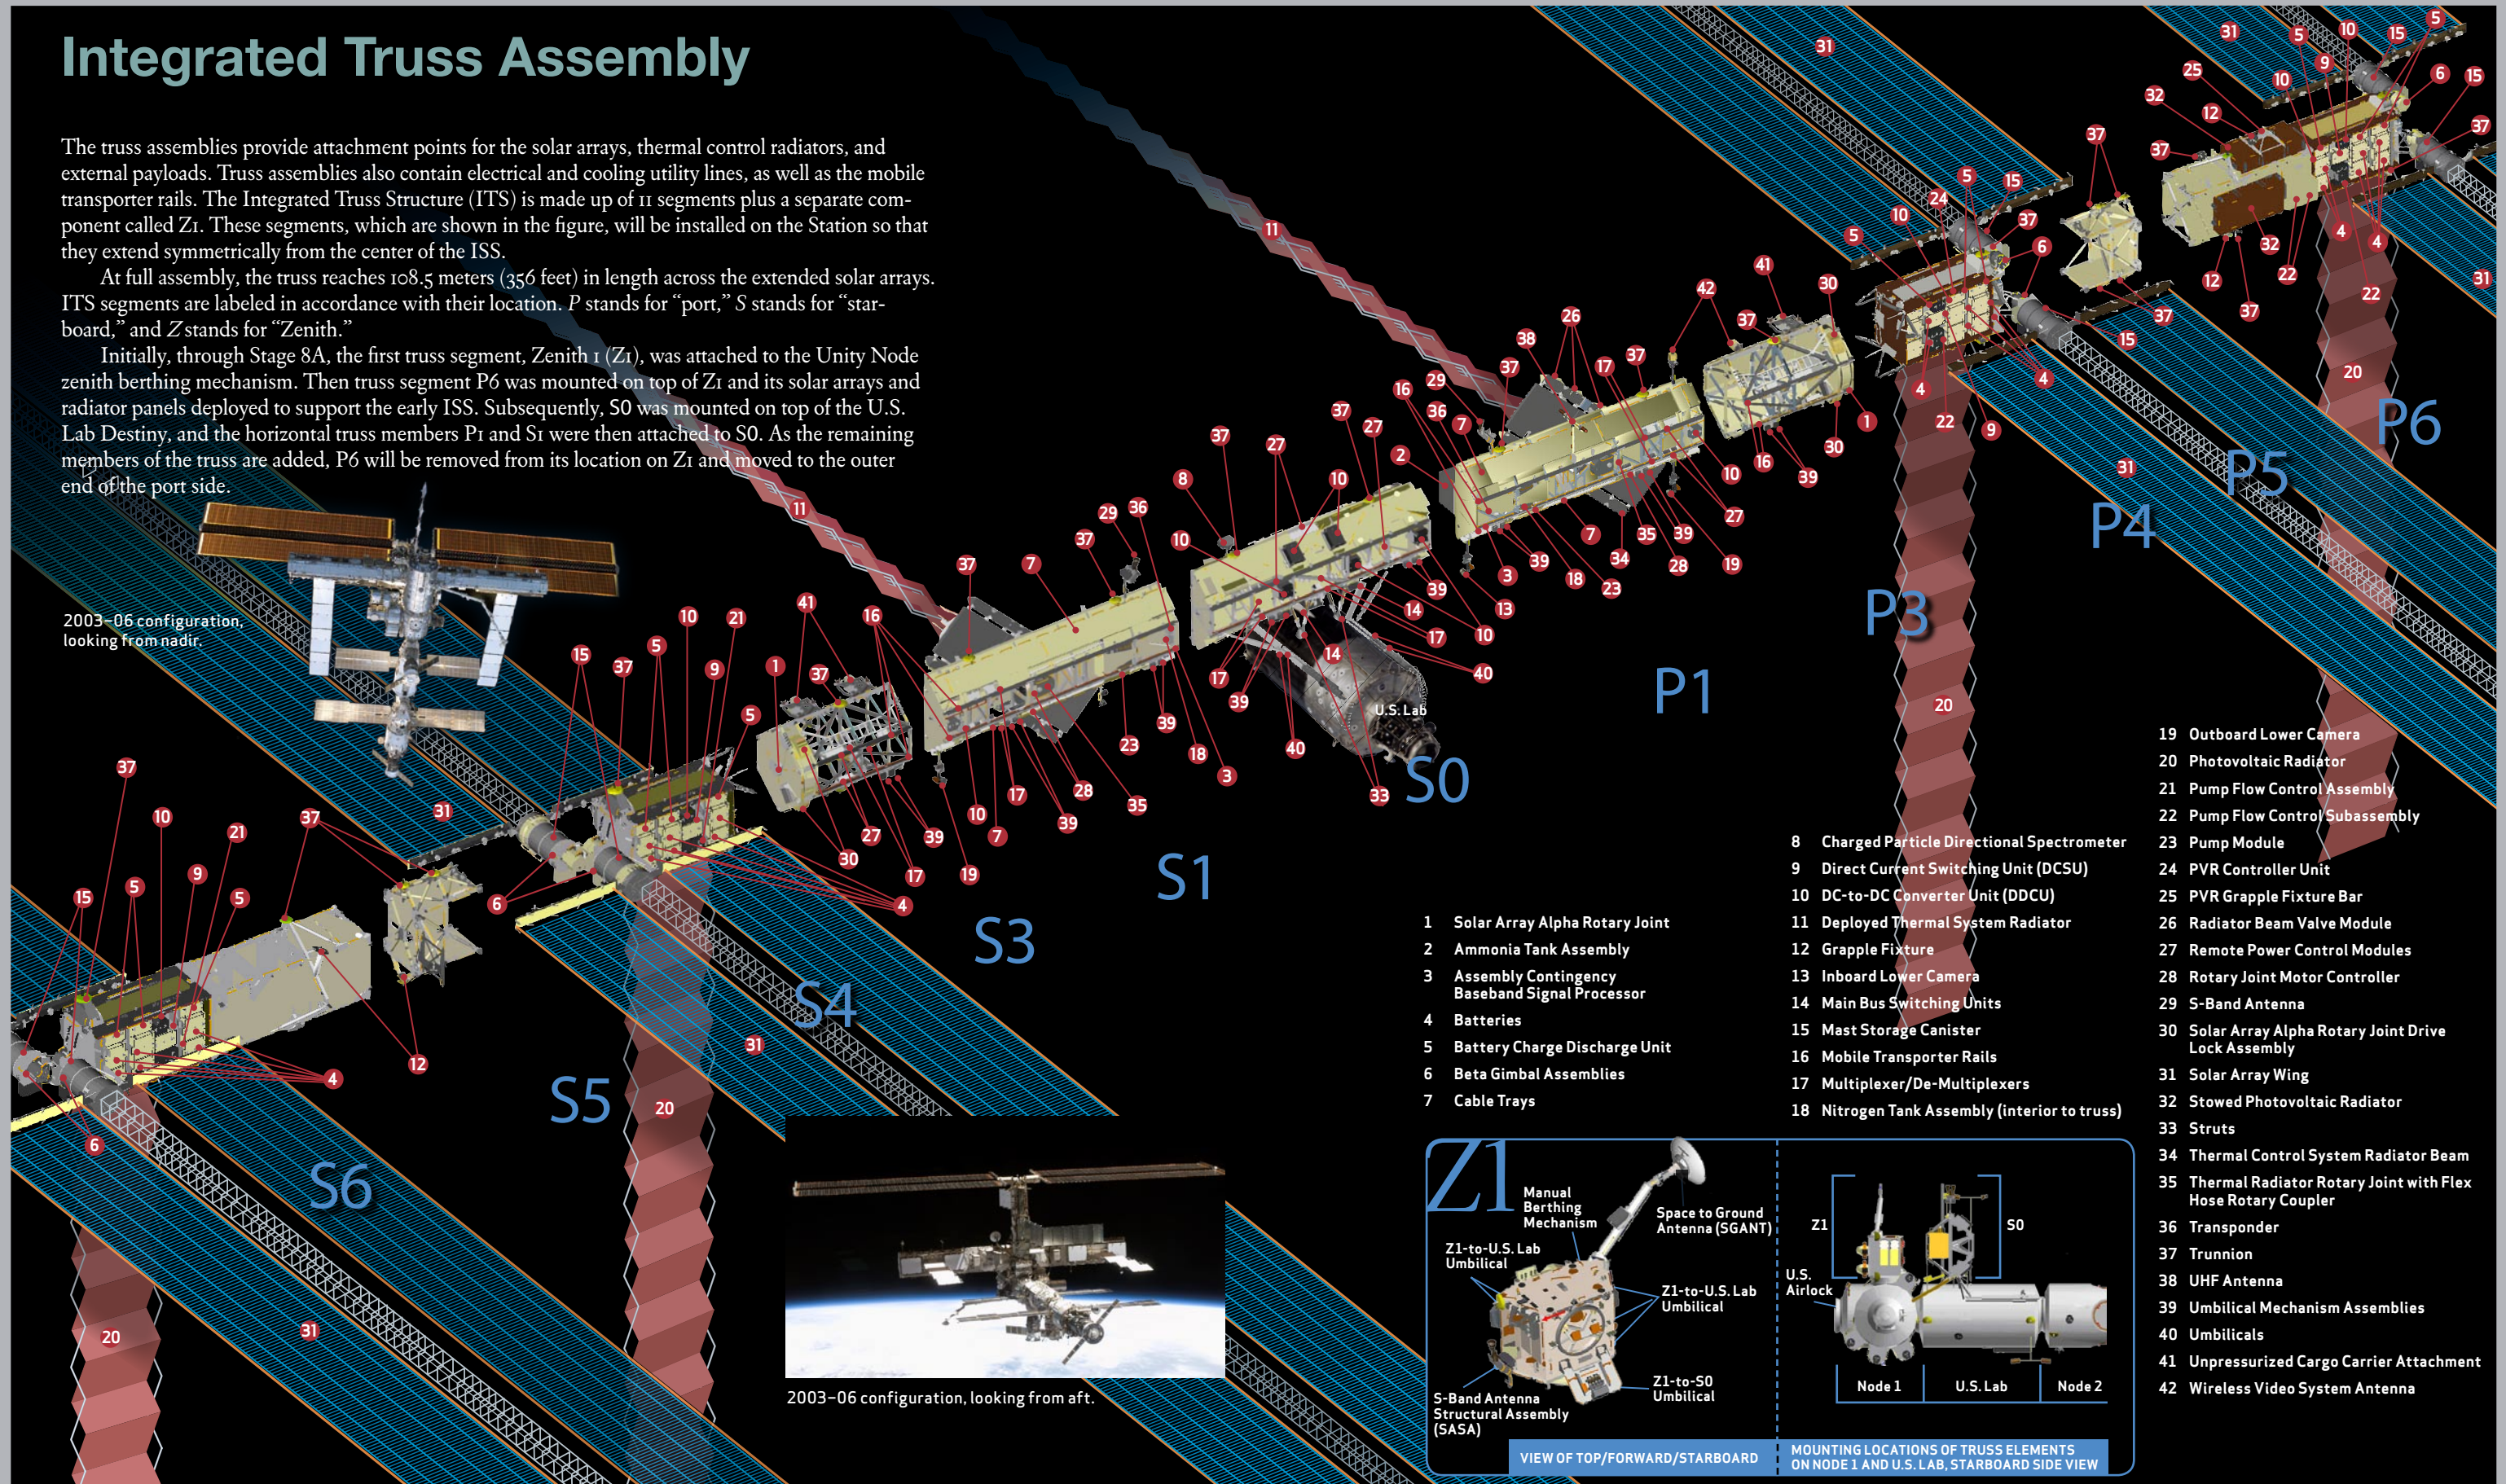 Integrated Truss Assembly
The truss assemblies provide attachment points for the solar arrays, thermal control radiators, and
external payloads. Truss assemblies also contain electrical and cooling utility lines, as well as the mobile
transporter rails. The Integrated Truss Structure (ITS) is made up of 11 segments plus a separate com-
ponent called Z1. These segments, which are shown in the figure, will be installed on the Station so that
they extend symmetrically from the center of the ISS.
At full assembly, the truss reaches 108.5 meters (356 feet) in length across the extended solar arrays.
ITS segments are labeled in accordance with their location. P stands for “port,” S stands for “star-
board,” and Z stands for “Zenith.”
Initially, through Stage 8A, the first truss segment, Zenith 1 (Z1), was attached to the Unity Node
zenith berthing mechanism. Then truss segment P6 was mounted on top of Z1 and its solar arrays and
radiator panels deployed to support the early ISS. Subsequently, S0 was mounted on top of the U.S.
Lab Destiny, and the horizontal truss members P1 and S1 were then attached to S0. As the remaining
members of the truss are added, P6 will be removed from its location on Z1 and moved to the outer
end of the port side.
2003–06 configuration,
looking from nadir.
P6
P5
P4
P3
P1
U.S. Lab
S0
S1
S3
S4
S5
S6
2003–06 configuration, looking from aft.
1 Solar Array Alpha Rotary Joint
2 Ammonia Tank Assembly
3 Assembly Contingency
Baseband Signal Processor
4 Batteries
5 Battery Charge Discharge Unit
6 Beta Gimbal Assemblies
7 Cable Trays
8 Charged Particle Directional Spectrometer
9 Direct Current Switching Unit (DCSU)
10 DC-to-DC Converter Unit (DDCU)
11 Deployed Thermal System Radiator
12 Grapple Fixture
13 Inboard Lower Camera
14 Main Bus Switching Units
15 Mast Storage Canister
16 Mobile Transporter Rails
17 Multiplexer/De-Multiplexers
18 Nitrogen Tank Assembly (interior to truss)
19 Outboard Lower Camera
20 Photovoltaic Radiator
21 Pump Flow Control Assembly
22 Pump Flow Control Subassembly
23 Pump Module
24 PVR Controller Unit
25 PVR Grapple Fixture Bar
26 Radiator Beam Valve Module
27 Remote Power Control Modules
28 Rotary Joint Motor Controller
29 S-Band Antenna
30 Solar Array Alpha Rotary Joint Drive
Lock Assembly
31 Solar Array Wing
32 Stowed Photovoltaic Radiator
33 Struts
34 Thermal Control System Radiator Beam
35 Thermal Radiator Rotary Joint with Flex
Hose Rotary Coupler
36 Transponder
37 Trunnion
38 UHF Antenna
39 Umbilical Mechanism Assemblies
40 Umbilicals
41 Unpressurized Cargo Carrier Attachment
42 Wireless Video System Antenna
Z1
Manual
Berthing
Mechanism
Space to Ground
Antenna (SGANT)
Z1-to-U.S. Lab
Umbilical
Z1-to-U.S. Lab
Umbilical
Z1-to-S0
Umbilical
S-Band Antenna
Structural Assembly
(SASA)
VIEW OF TOP/FORWARD/STARBOARD
Z1
S0
U.S.
Airlock
Node 1
U.S. Lab
Node 2
MOUNTING LOCATIONS OF TRUSS ELEMENTS
ON NODE 1 AND U.S. LAB, STARBOARD SIDE VIEW